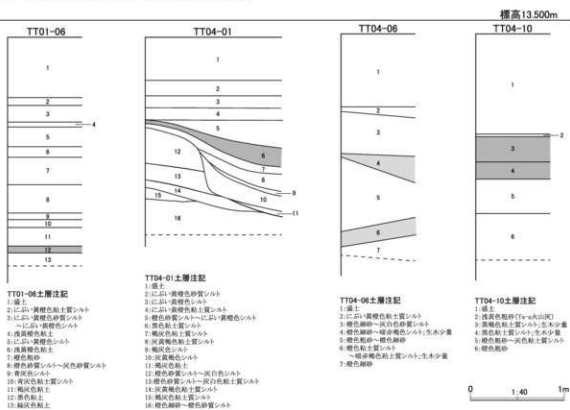 標高13.500m
TT01-06
TT04-01
TT04-06
TT04-10
TT01-06土層注記
1:盛土
2:にぶい黄橙色粘土質シルト
3:にぶい黄橙色砂質シルト
～にぶい黄橙色シルト
4:浅黄橙色粘土
5:にぶい黄橙色シルト
6:浅黄橙色粘土
7:橙色粗砂
8:橙色砂質シルト～灰色砂質シルト
9:青灰色シルト
10:青灰色粘土質シルト
11:褐灰色粘土
12:黒色粘土
13:緑灰色粘土
TT04-01土層注記
1:盛土
2:にぶい黄橙色砂質シルト
3:にぶい黄橙色シルト
4:にぶい黄橙色粘土質シルト
5:橙色砂質シルト～にぶい黄橙色シルト
6:黒色粘土質シルト
7:褐灰色粘土質シルト
8:灰黄褐色粘土質シルト
9:褐灰色シルト
10:灰黄褐色シルト
11:褐灰色粘土
12:橙色砂質シルト～灰白色シルト
13:橙色砂質シルト～灰白色粘土質シルト
14:灰黄褐色粘土質シルト
15:褐灰色粘土質シルト
16:橙色細砂～橙色砂質シルト
TT04-06土層注記
1:盛土
2:にぶい黄橙色粘土質シルト
3:橙色細砂～灰白色砂質シルト
4:橙色細砂～暗赤褐色シルト;生木少量
5:橙色粗砂～橙色細砂
6:橙色粘土質シルト
～暗赤褐色粘土質シルト;生木少量
7:橙色細砂
TT04-10土層注記
1:盛土
2:浅黄色粗砂(Ta-a火山灰)
3:黒褐色粘土質シルト;生木少量
4:黒色粘土質シルト;生木少量
5:橙色粗砂～灰色粘土質シルト
6:橙色粗砂
0 1:40 1m